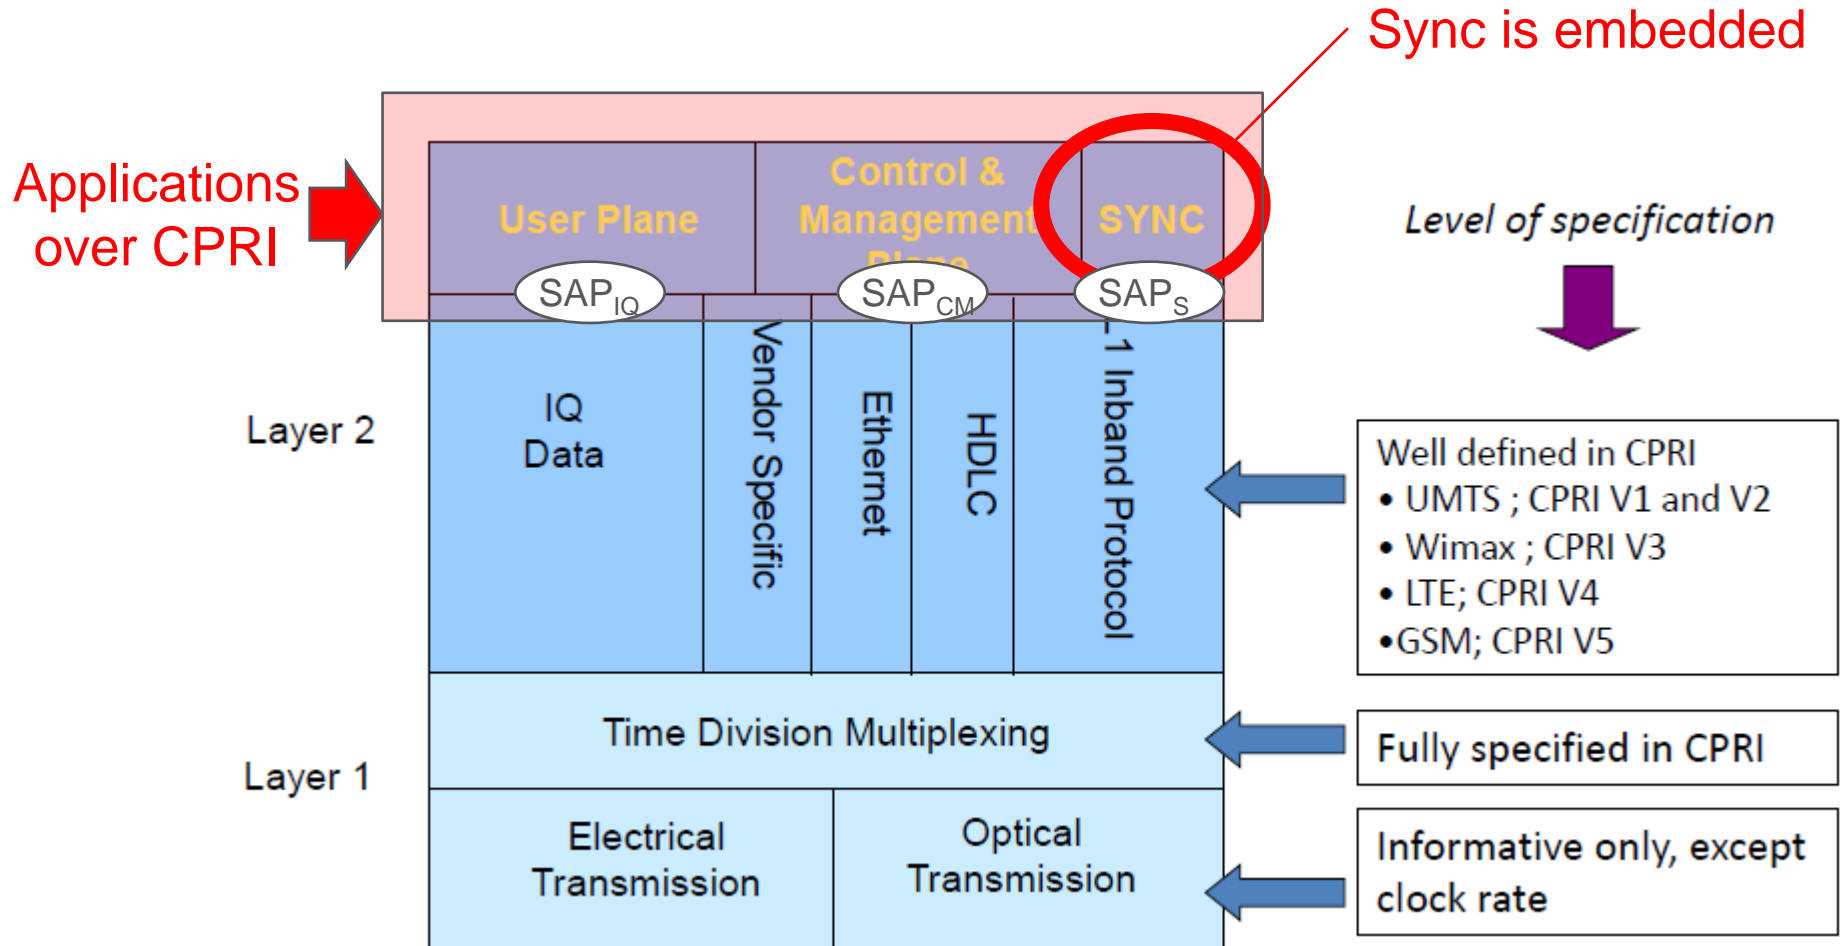 Sync is embedded
Applications
over CPRI
User Plane
Control &
Management
Plane
SYNC
SAPIQ
SAPCM
SAPS
Level of specification
Layer 2
IQ
Data
Vendor Specific
Ethernet
HDLC
L1 Inband Protocol
Well defined in CPRI
• UMTS ; CPRI V1 and V2
• Wimax ; CPRI V3
• LTE; CPRI V4
•GSM; CPRI V5
Layer 1
Time Division Multiplexing
Fully specified in CPRI
Electrical
Transmission
Optical
Transmission
Informative only, except
clock rate